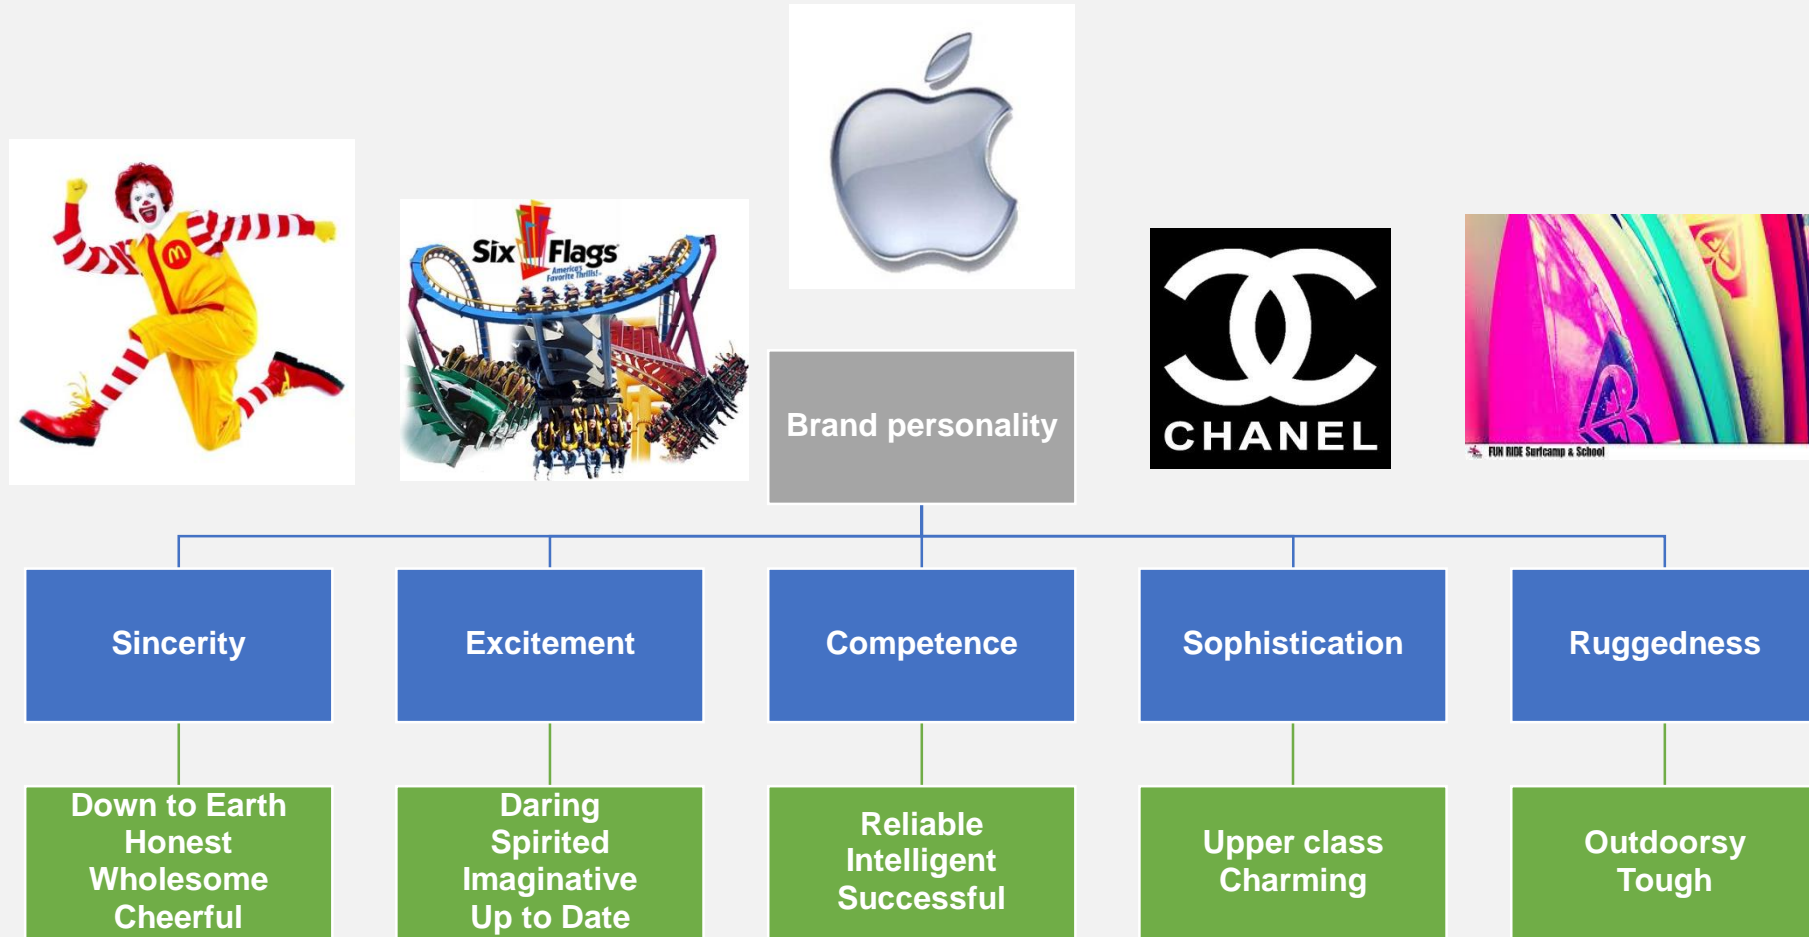 Six Flags
America's
Favorite Thrills!
CHANEL
FUN RIDE Surfcamp & School
Brand personality
Sincerity
Excitement
Competence
Sophistication
Ruggedness
Down to Earth
Honest
Wholesome
Cheerful
Daring
Spirited
Imaginative
Up to Date
Reliable
Intelligent
Successful
Upper class
Charming
Outdoorsy
Tough